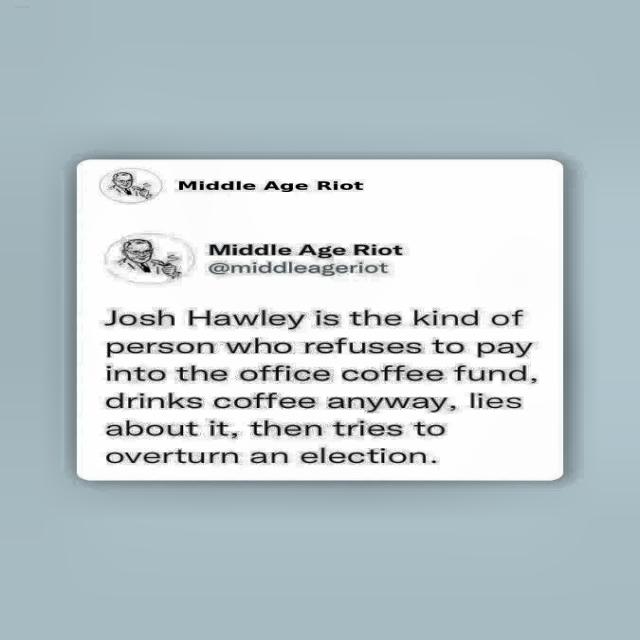 Middle Age Riot
Middle Age Riot
@middleageriot
Josh Hawley is the kind of
person who refuses to pay
into the office coffee fund,
drinks coffee anyway, lies
about it, then tries to
overturn an election.